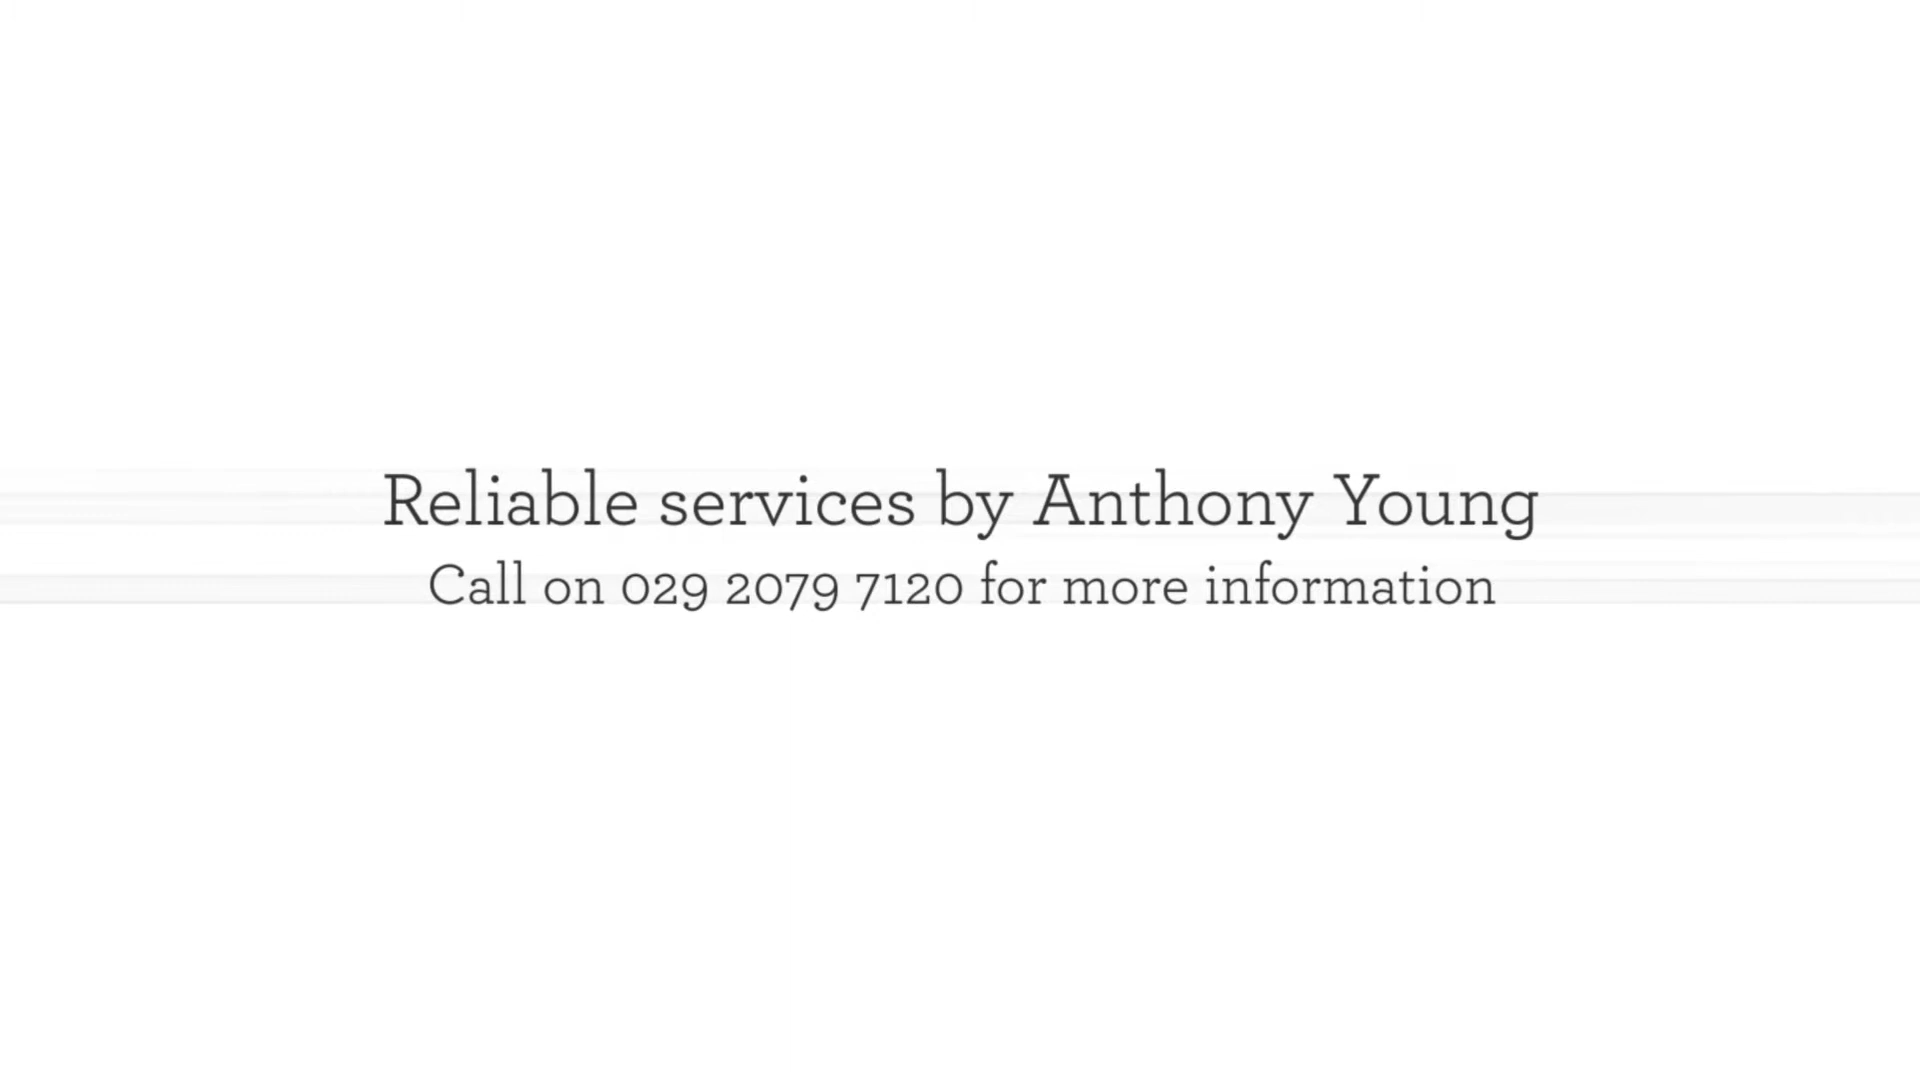 Reliable services by Anthony Young
Call on 029 2079 7120 for more information